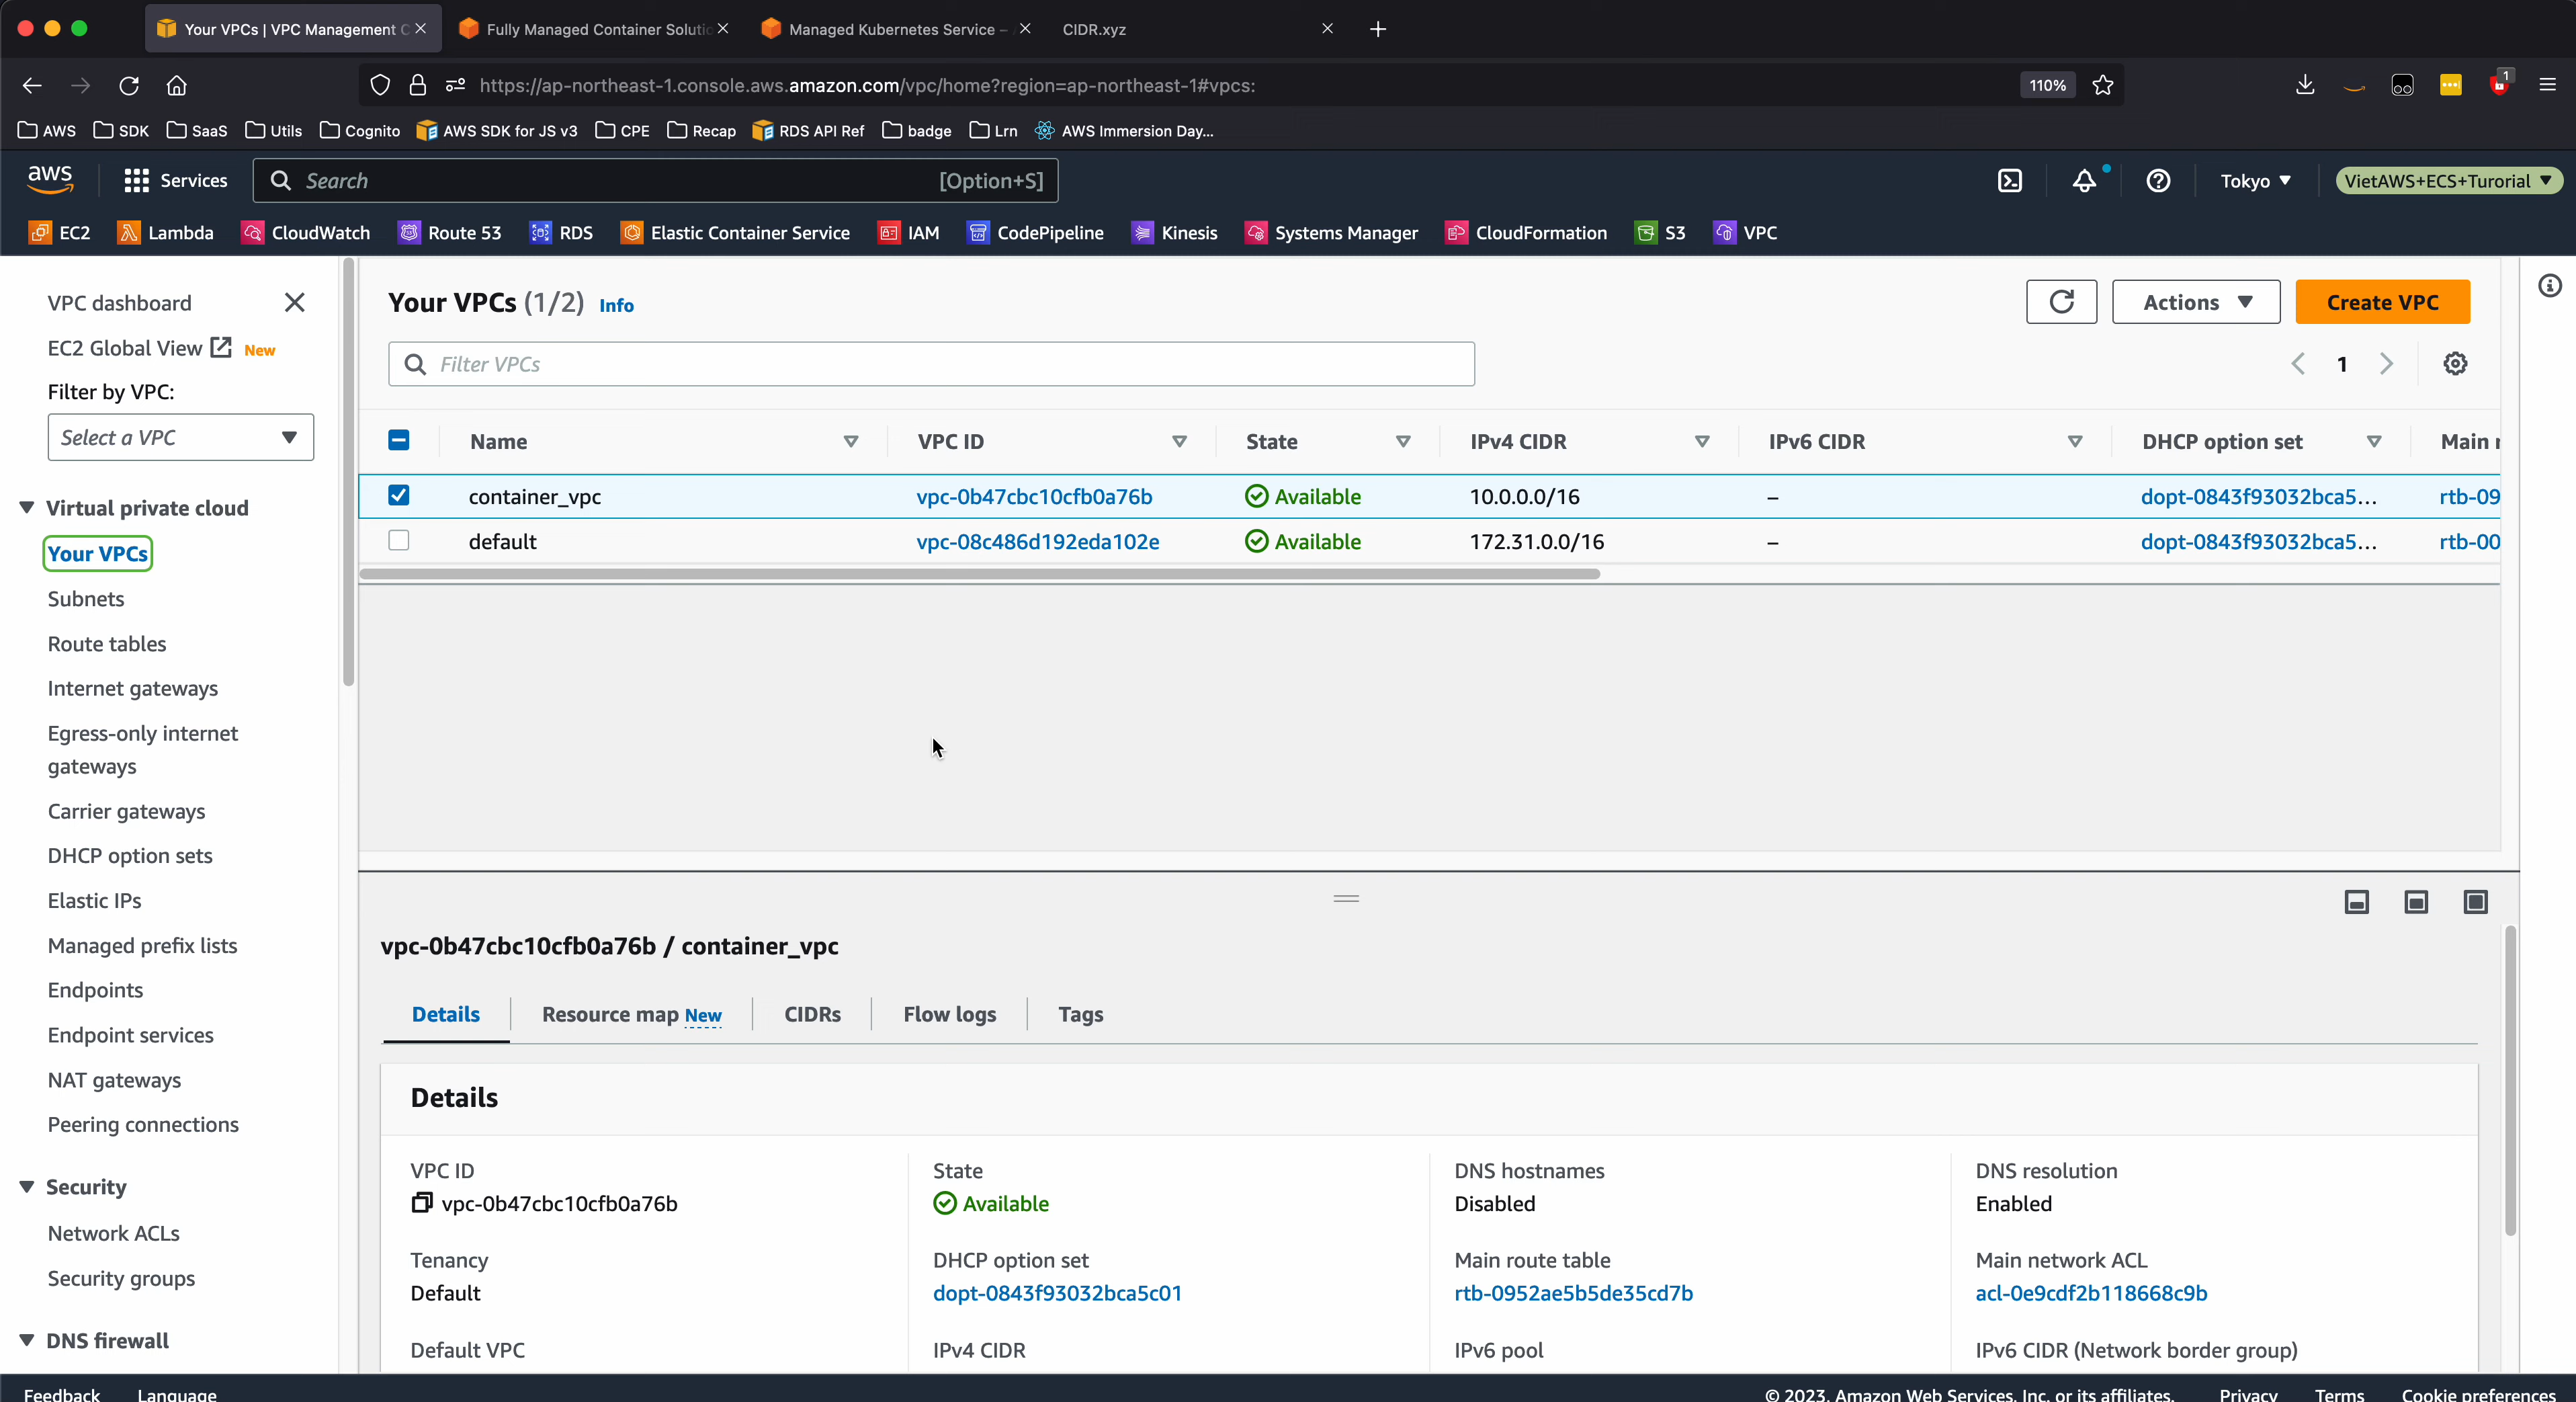 Your VPCs | VPC Management C
Fully Managed Container Solutio
Managed Kubernetes Service –
CIDR.xyz
https://ap-northeast-1.console.aws.amazon.com/vpc/home?region=ap-northeast-1#vpcs:
110%
1
AWS
SDK
SaaS
Utils
Cognito
AWS SDK for JS v3
CPE
Recap
RDS API Ref
badge
Lrn
AWS Immersion Day...
aws
Services
Search
[Option+S]
Tokyo
VietAWS+ECS+Turorial
EC2
Lambda
CloudWatch
Route 53
RDS
Elastic Container Service
IAM
CodePipeline
Kinesis
Systems Manager
CloudFormation
S3
VPC
VPC dashboard
EC2 Global View New
Filter by VPC:
Select a VPC
Virtual private cloud
Your VPCs
Subnets
Route tables
Internet gateways
Egress-only internet
gateways
Carrier gateways
DHCP option sets
Elastic IPs
Managed prefix lists
Endpoints
Endpoint services
NAT gateways
Peering connections
Security
Network ACLs
Security groups
DNS firewall
Your VPCs (1/2) Info
Actions
Create VPC
Filter VPCs
1
Name VPC ID State IPv4 CIDR IPv6 CIDR DHCP option set Main r
container_vpc vpc-0b47cbc10cfb0a76b Available 10.0.0.0/16 – dopt-0843f93032bca5... rtb-09
default vpc-08c486d192eda102e Available 172.31.0.0/16 – dopt-0843f93032bca5... rtb-00
vpc-0b47cbc10cfb0a76b / container_vpc
Details
Resource map New
CIDRs
Flow logs
Tags
Details
VPC ID
vpc-0b47cbc10cfb0a76b
State
Available
DNS hostnames
Disabled
DNS resolution
Enabled
Tenancy
Default
DHCP option set
dopt-0843f93032bca5c01
Main route table
rtb-0952ae5b5de35cd7b
Main network ACL
acl-0e9cdf2b118668c9b
Default VPC
IPv4 CIDR
IPv6 pool
IPv6 CIDR (Network border group)
Feedback
Language
© 2023, Amazon Web Services, Inc. or its affiliates.
Privacy
Terms
Cookie preferences